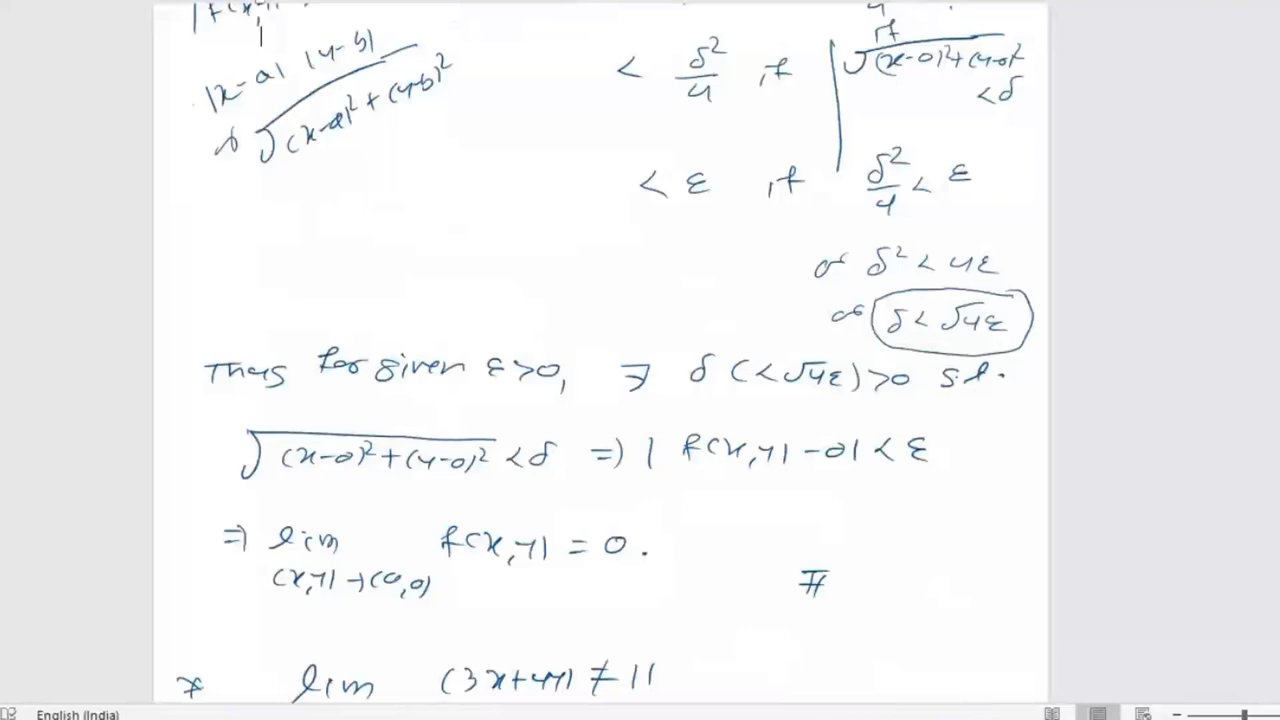 |x-a| |y-b|
√(x-a)²+(y-b)²
< δ²/4 if √(x-0)²+(y-0)² <δ
< ε if δ²/4 < ε
or δ² < 4ε
or δ < √4ε
Thus for given ε>0, ∃ δ (<√4ε)>0 s.t.
√(x-0)²+(y-0)² <δ => | f(x,y) -0| < ε
=> lim f(x,y) = 0.
(x,y)→(0,0)
* lim (3x+4y) ≠ 11
English (India)